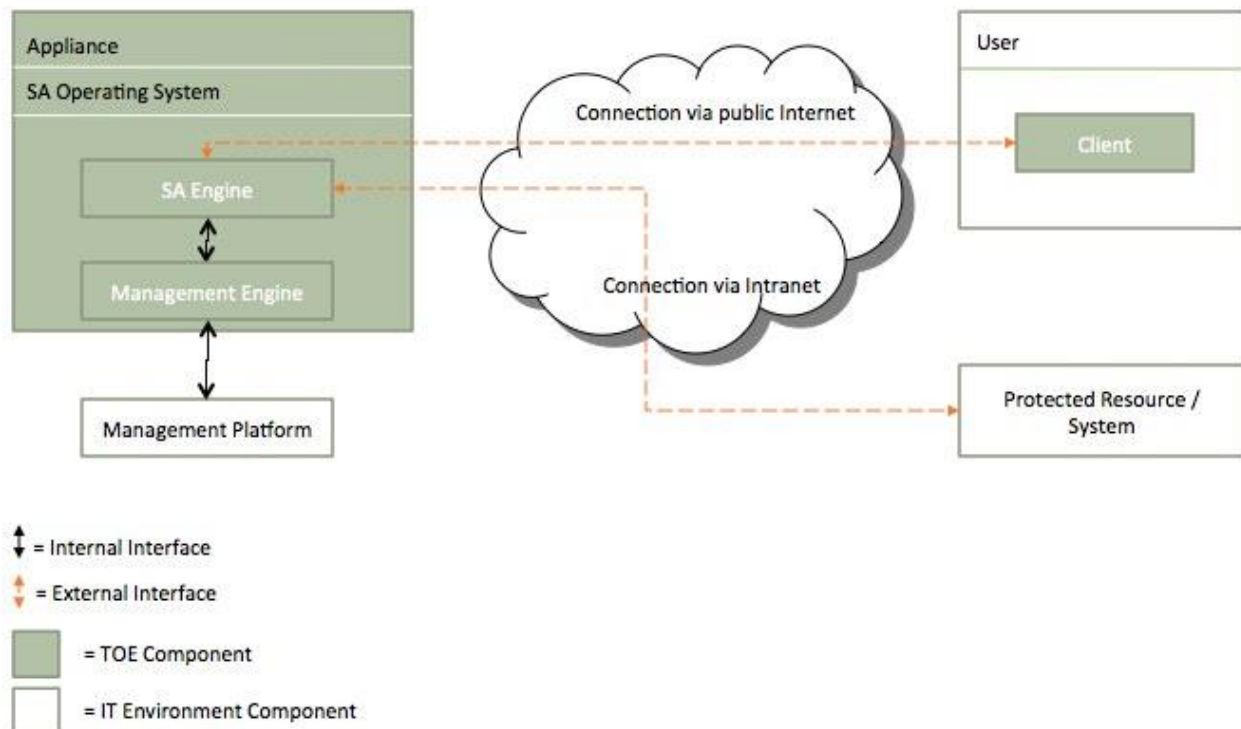 Appliance
SA Operating System
SA Engine
Management Engine
Management Platform
Connection via public Internet
Connection via Intranet
User
Client
Protected Resource /
System
= Internal Interface
= External Interface
= TOE Component
= IT Environment Component